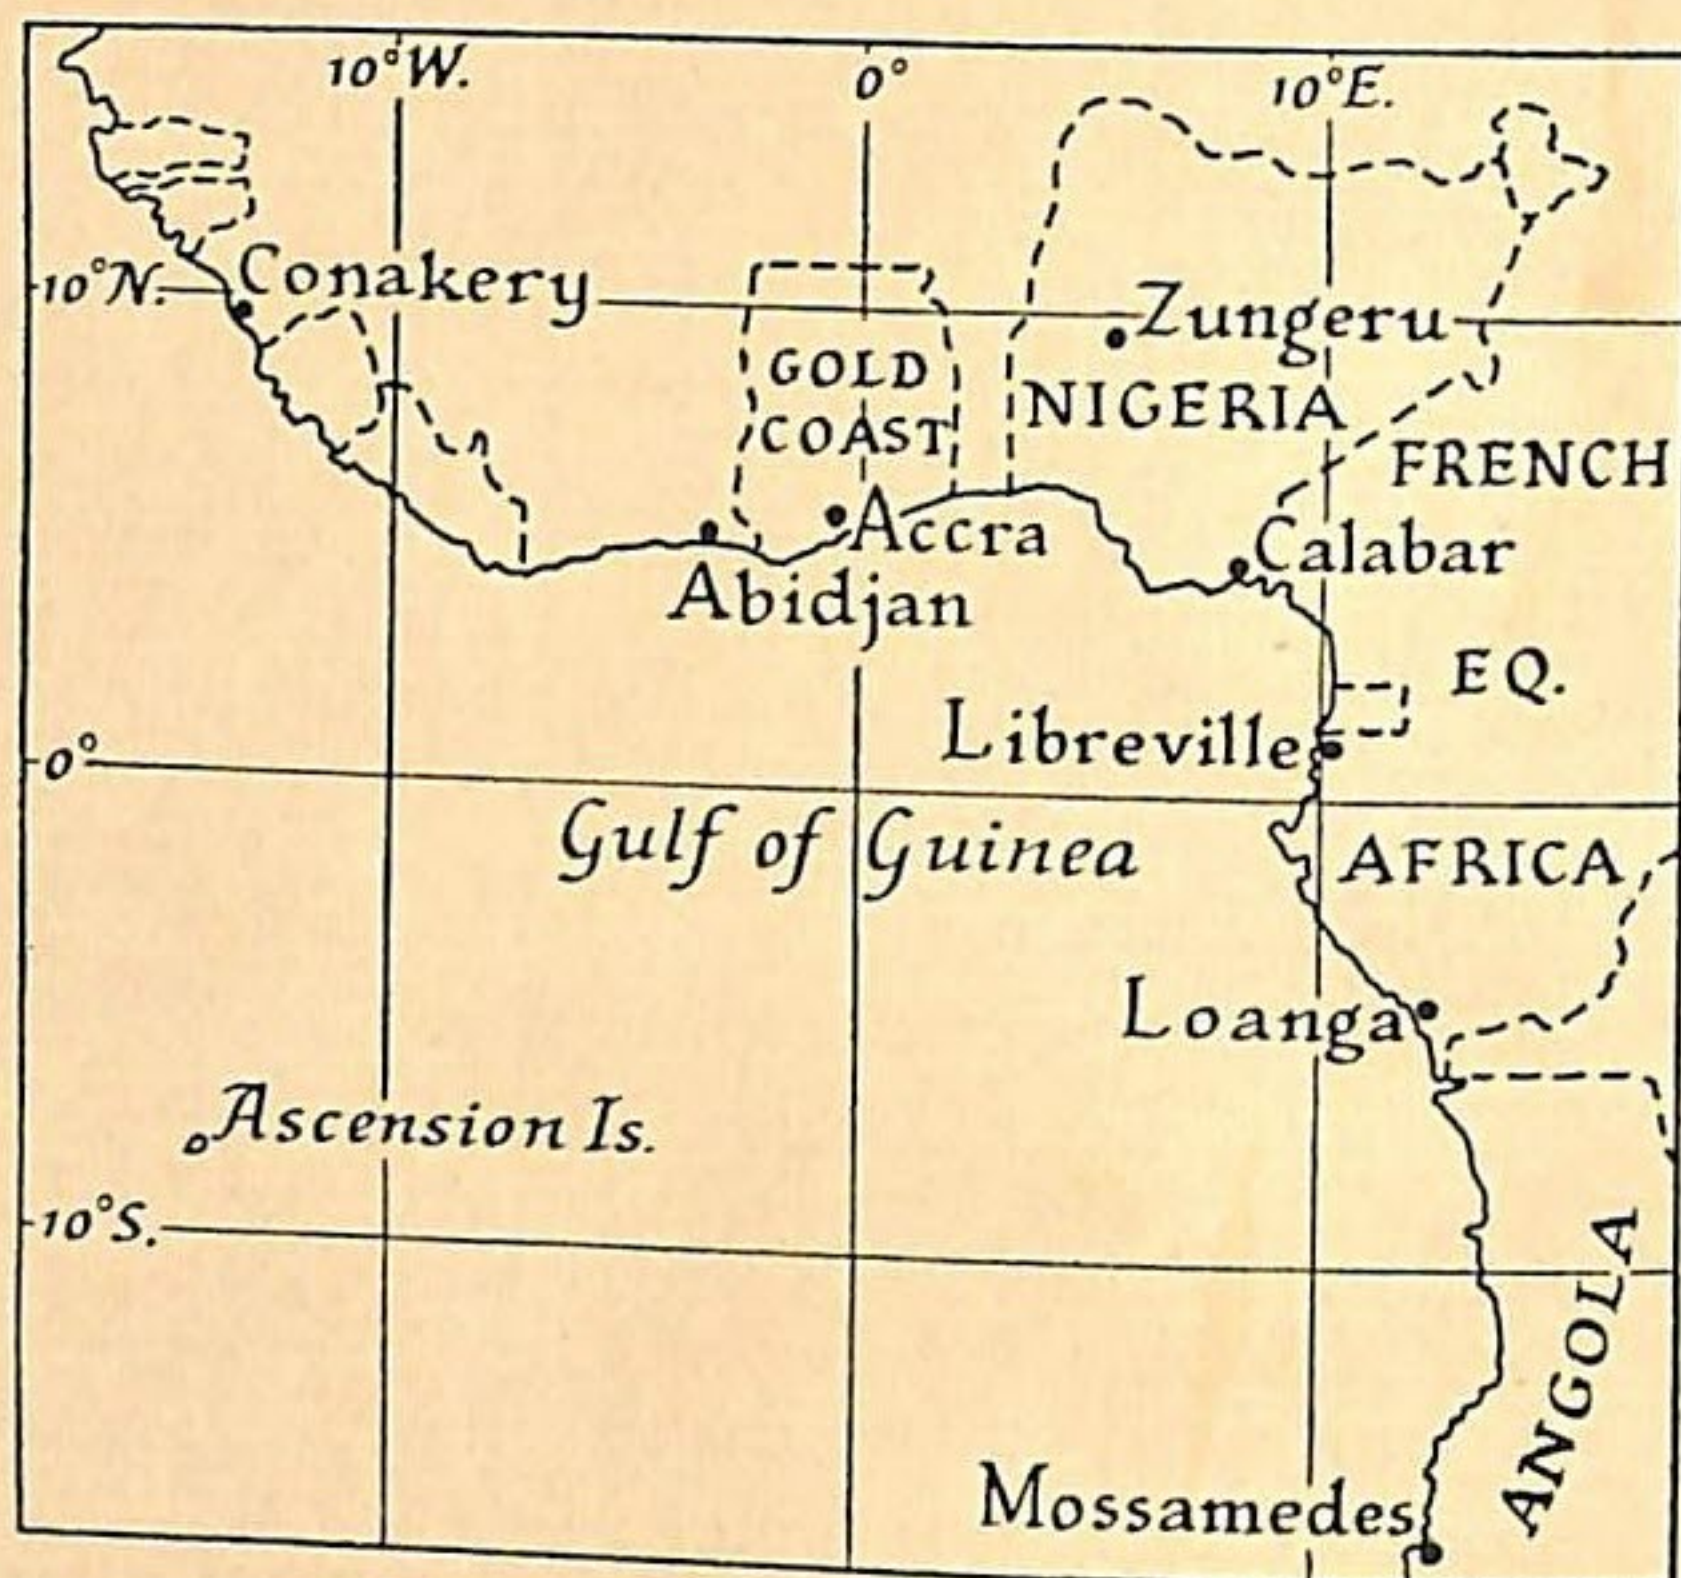 10°W.
0°
10°E.
10°N.
Conakery
Zungeru
GOLD
COAST
NIGERIA
FRENCH
Accra
Calabar
Abidjan
EQ.
Libreville
0°
Gulf of Guinea
AFRICA
Loanga
Ascension Is.
10°S.
ANGOLA
Mossamedes